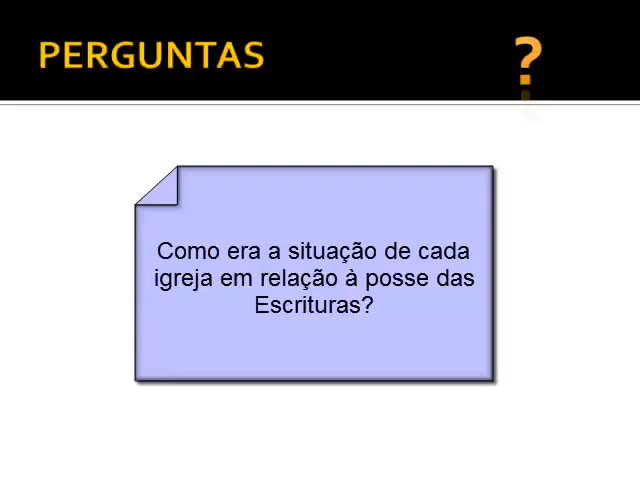 PERGUNTAS
?
Como era a situação de cada
igreja em relação à posse das
Escrituras?